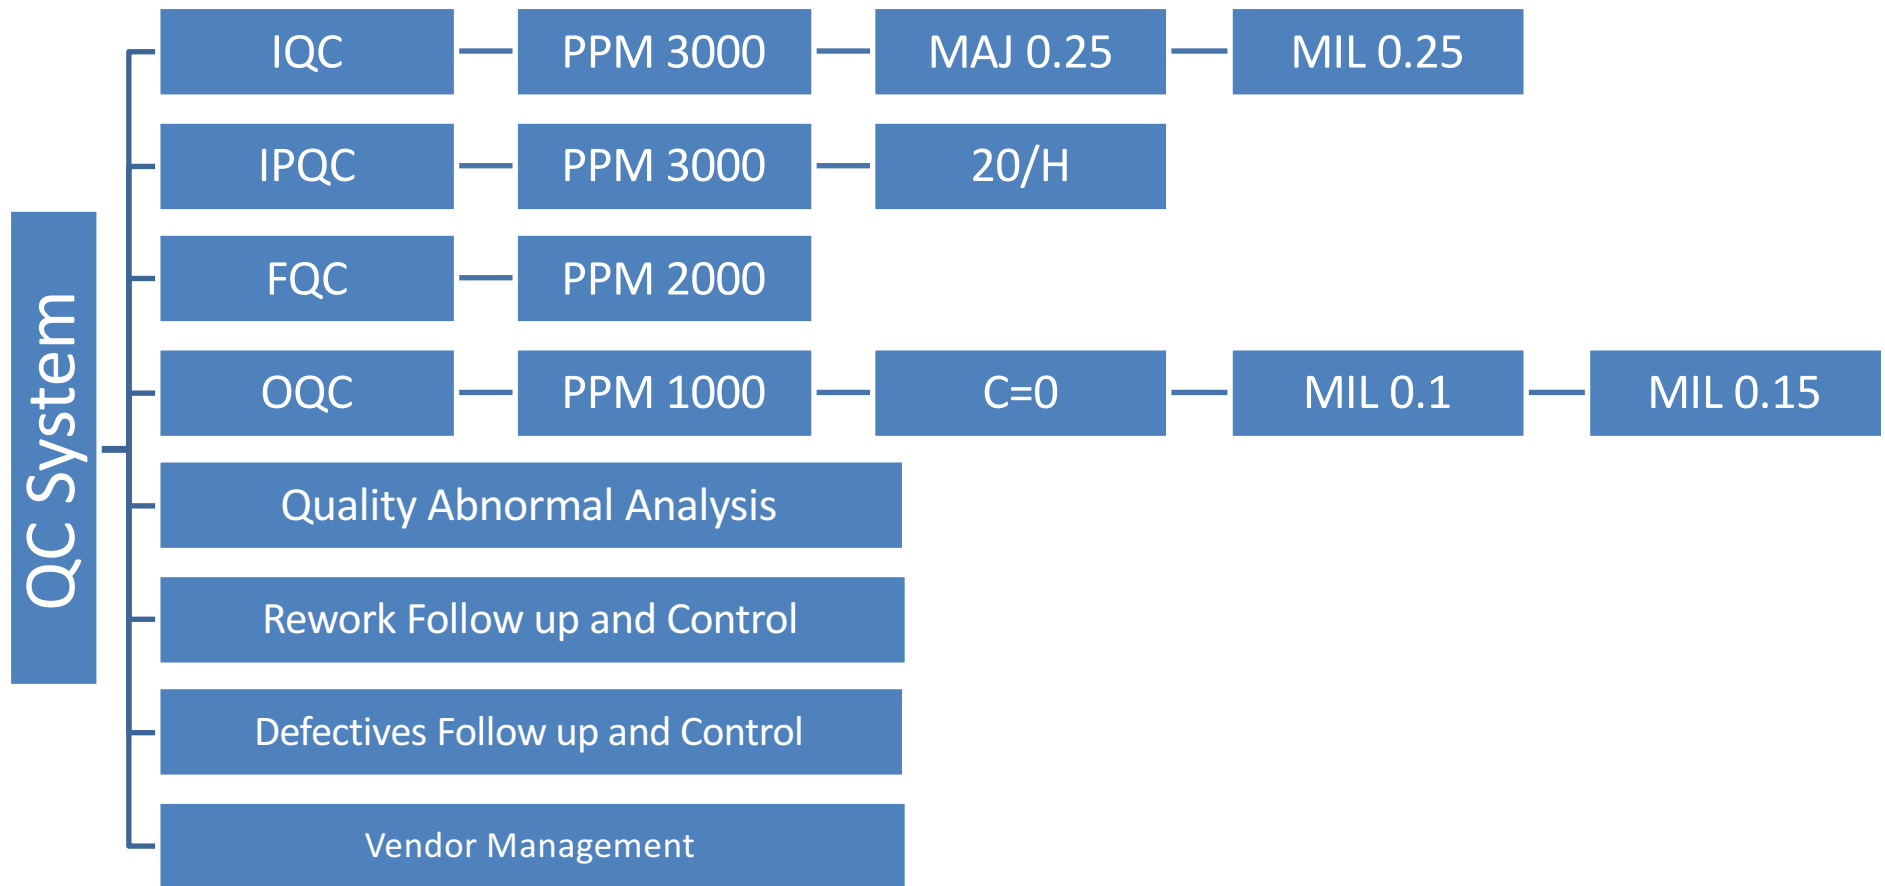 QC System
IQC
PPM 3000
MAJ 0.25
MIL 0.25
IPQC
PPM 3000
20/H
FQC
PPM 2000
OQC
PPM 1000
C=0
MIL 0.1
MIL 0.15
Quality Abnormal Analysis
Rework Follow up and Control
Defectives Follow up and Control
Vendor Management